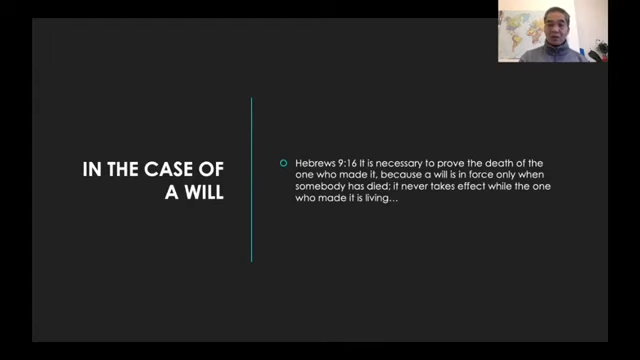 IN THE CASE OF
A WILL
Hebrews 9:16 It is necessary to prove the death of the
one who made it, because a will is in force only when
somebody has died; it never takes effect while the one
who made it is living…